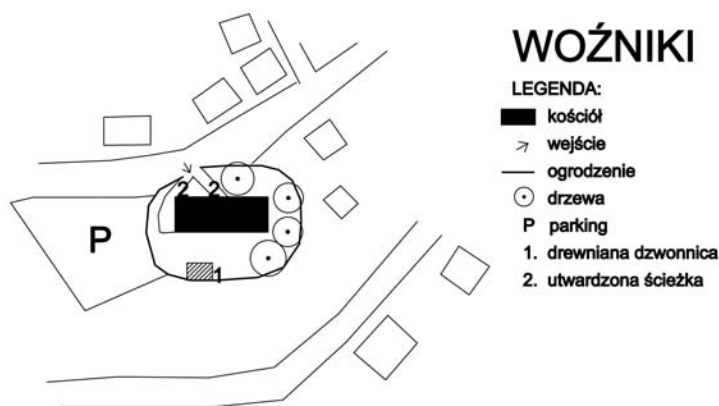 WOŹNIKI
LEGENDA:
kościół
wejście
ogrodzenie
drzewa
P parking
1. drewniana dzwonnica
2. utwardzona ścieżka
2 2
P
1